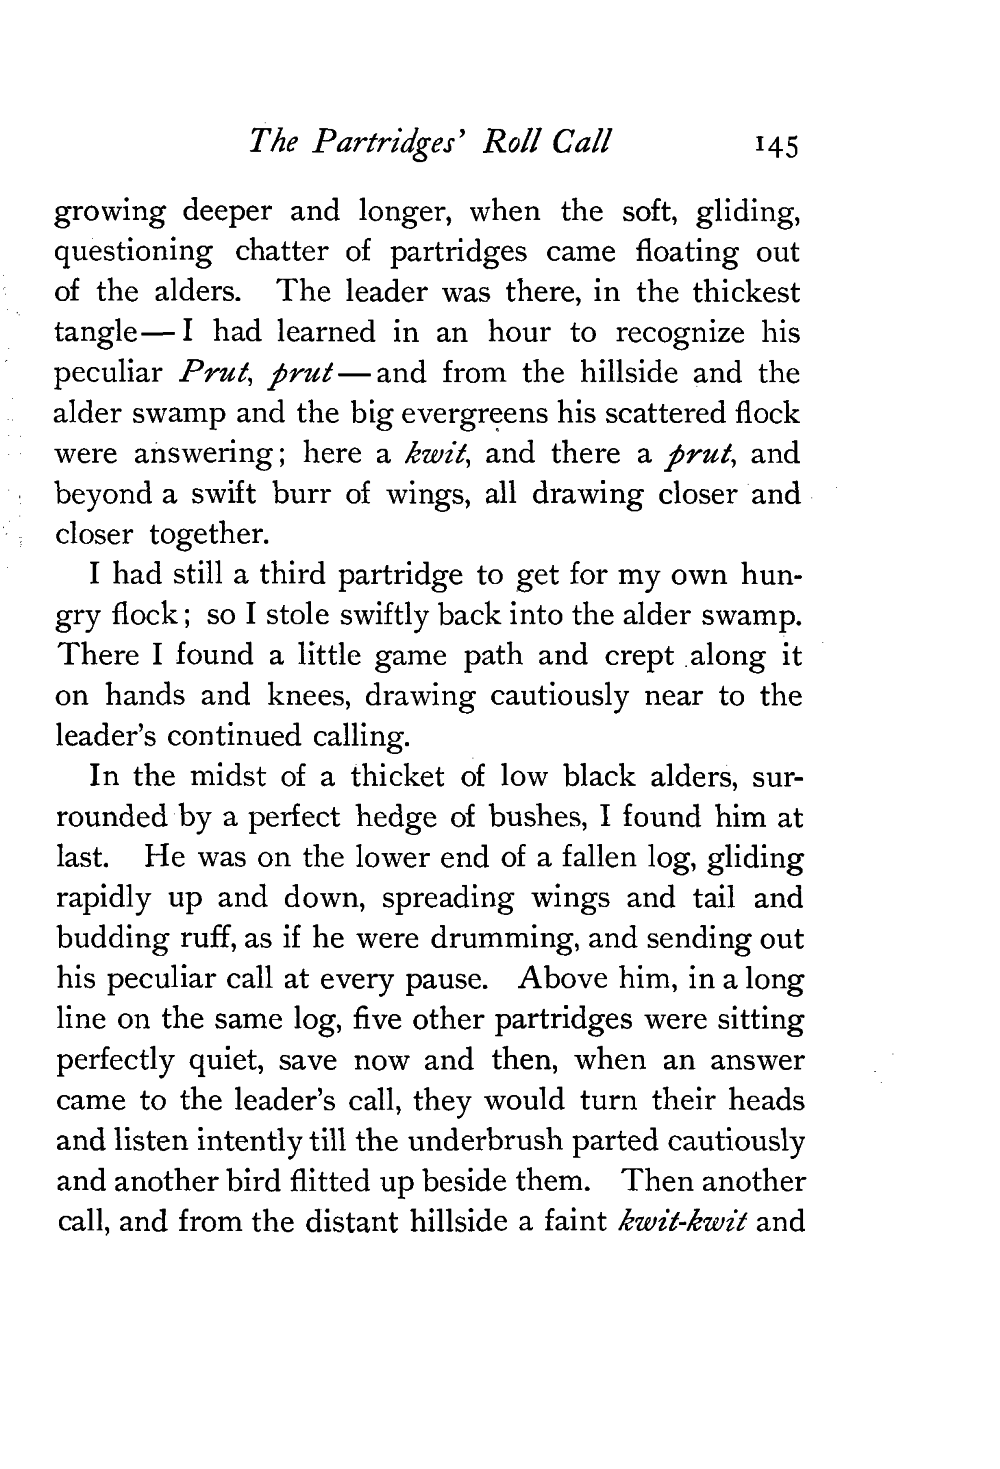 The Partridges' Roll Call 145
growing deeper and longer, when the soft, gliding,
questioning chatter of partridges came floating out
of the alders. The leader was there, in the thickest
tangle—I had learned in an hour to recognize his
peculiar Prut, prut—and from the hillside and the
alder swamp and the big evergreens his scattered flock
were answering; here a kwit, and there a prut, and
beyond a swift burr of wings, all drawing closer and
closer together.
I had still a third partridge to get for my own hun-
gry flock; so I stole swiftly back into the alder swamp.
There I found a little game path and crept along it
on hands and knees, drawing cautiously near to the
leader's continued calling.
In the midst of a thicket of low black alders, sur-
rounded by a perfect hedge of bushes, I found him at
last. He was on the lower end of a fallen log, gliding
rapidly up and down, spreading wings and tail and
budding ruff, as if he were drumming, and sending out
his peculiar call at every pause. Above him, in a long
line on the same log, five other partridges were sitting
perfectly quiet, save now and then, when an answer
came to the leader's call, they would turn their heads
and listen intently till the underbrush parted cautiously
and another bird flitted up beside them. Then another
call, and from the distant hillside a faint kwit-kwit and